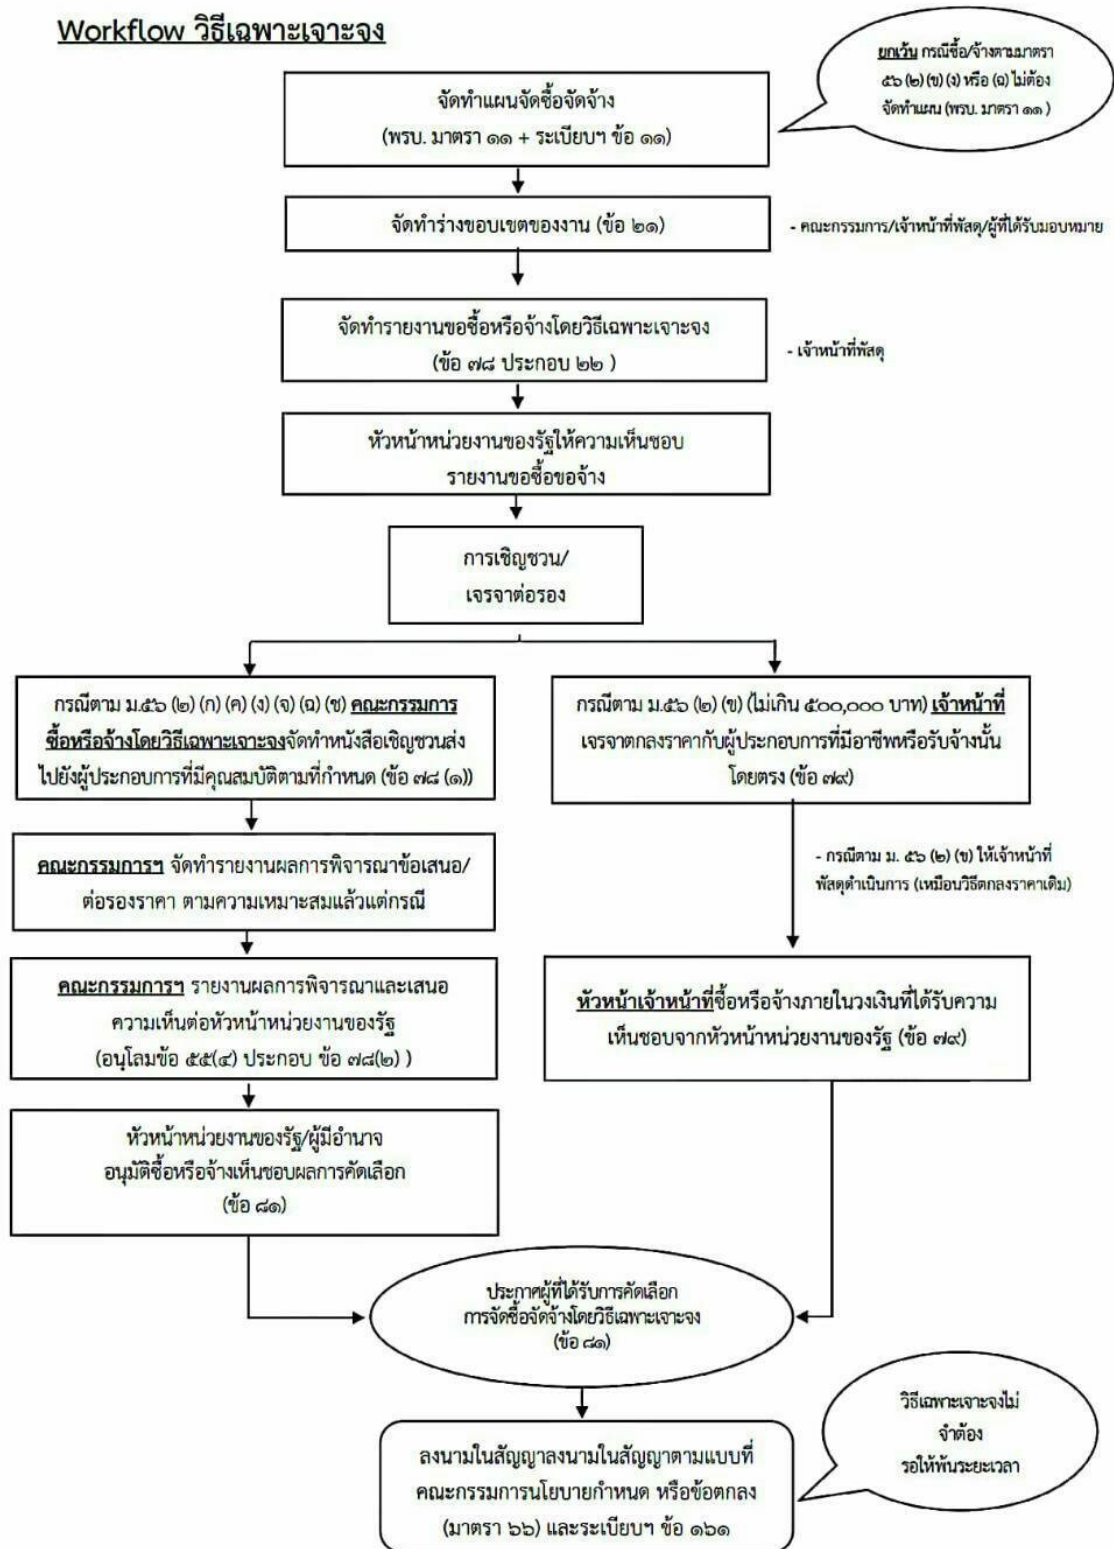 Workflow วิธีเฉพาะเจาะจง
ยกเว้น กรณีซื้อ/จ้างตามมาตรา
๕๖ (๒) (ข) (ง) หรือ (ฉ) ไม่ต้อง
จัดทำแผน (พรบ. มาตรา ๑๑ )
จัดทำแผนจัดซื้อจัดจ้าง
(พรบ. มาตรา ๑๑ + ระเบียบฯ ข้อ ๑๑)
จัดทำร่างขอบเขตของงาน (ข้อ ๒๑)
- คณะกรรมการ/เจ้าหน้าที่พัสดุ/ผู้ที่ได้รับมอบหมาย
จัดทำรายงานขอซื้อหรือจ้างโดยวิธีเฉพาะเจาะจง
(ข้อ ๗๘ ประกอบ ๒๒ )
- เจ้าหน้าที่พัสดุ
หัวหน้าหน่วยงานของรัฐให้ความเห็นชอบ
รายงานขอซื้อขอจ้าง
การเชิญชวน/
เจรจาต่อรอง
กรณีตาม ม.๕๖ (๒) (ก) (ค) (ง) (จ) (ฉ) (ช) คณะกรรมการ
ซื้อหรือจ้างโดยวิธีเฉพาะเจาะจงจัดทำหนังสือเชิญชวนส่ง
ไปยังผู้ประกอบการที่มีคุณสมบัติตามที่กำหนด (ข้อ ๗๘ (๑))
กรณีตาม ม.๕๖ (๒) (ข) (ไม่เกิน ๕๐๐,๐๐๐ บาท) เจ้าหน้าที่
เจรจาตกลงราคากับผู้ประกอบการที่มีอาชีพหรือรับจ้างนั้น
โดยตรง (ข้อ ๗๙)
คณะกรรมการฯ จัดทำรายงานผลการพิจารณาข้อเสนอ/
ต่อรองราคา ตามความเหมาะสมแล้วแต่กรณี
- กรณีตาม ม. ๕๖ (๒) (ข) ให้เจ้าหน้าที่
พัสดุดำเนินการ (เหมือนวิธีตกลงราคาเดิม)
คณะกรรมการฯ รายงานผลการพิจารณาและเสนอ
ความเห็นต่อหัวหน้าหน่วยงานของรัฐ
(อนุโลมข้อ ๕๕(๔) ประกอบ ข้อ ๗๘(๒) )
หัวหน้าเจ้าหน้าที่ซื้อหรือจ้างภายในวงเงินที่ได้รับความ
เห็นชอบจากหัวหน้าหน่วยงานของรัฐ (ข้อ ๗๙)
หัวหน้าหน่วยงานของรัฐ/ผู้มีอำนาจ
อนุมัติซื้อหรือจ้างเห็นชอบผลการคัดเลือก
(ข้อ ๘๑)
ประกาศผู้ที่ได้รับการคัดเลือก
การจัดซื้อจัดจ้างโดยวิธีเฉพาะเจาะจง
(ข้อ ๘๑)
วิธีเฉพาะเจาะจงไม่
จำต้อง
รอให้พ้นระยะเวลา
ลงนามในสัญญาลงนามในสัญญาตามแบบที่
คณะกรรมการนโยบายกำหนด หรือข้อตกลง
(มาตรา ๖๖) และระเบียบฯ ข้อ ๑๖๑